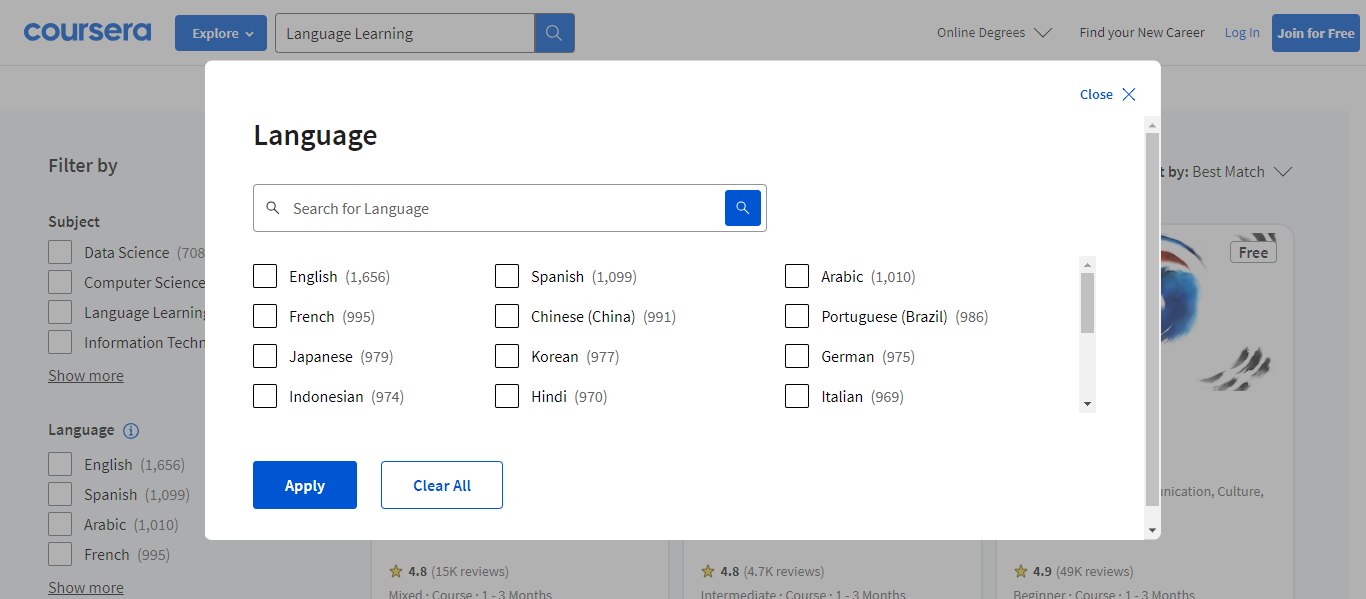 coursera
Explore
Language Learning
Online Degrees
Find your New Career
Log In
Join for Free
Close
Language
Search for Language
English (1,656)
Spanish (1,099)
Arabic (1,010)
French (995)
Chinese (China) (991)
Portuguese (Brazil) (986)
Japanese (979)
Korean (977)
German (975)
Indonesian (974)
Hindi (970)
Italian (969)
Apply
Clear All
Filter by
Subject
Data Science (708
Computer Science
Language Learning
Information Techn
Show more
Language
English (1,656)
Spanish (1,099)
Arabic (1,010)
French (995)
Show more
t by: Best Match
Free
nication, Culture,
4.8 (15K reviews)
Mixed · Course · 1 - 3 Months
4.8 (4.7K reviews)
Intermediate · Course · 1 - 3 Months
4.9 (49K reviews)
Beginner · Course · 1 - 3 Months